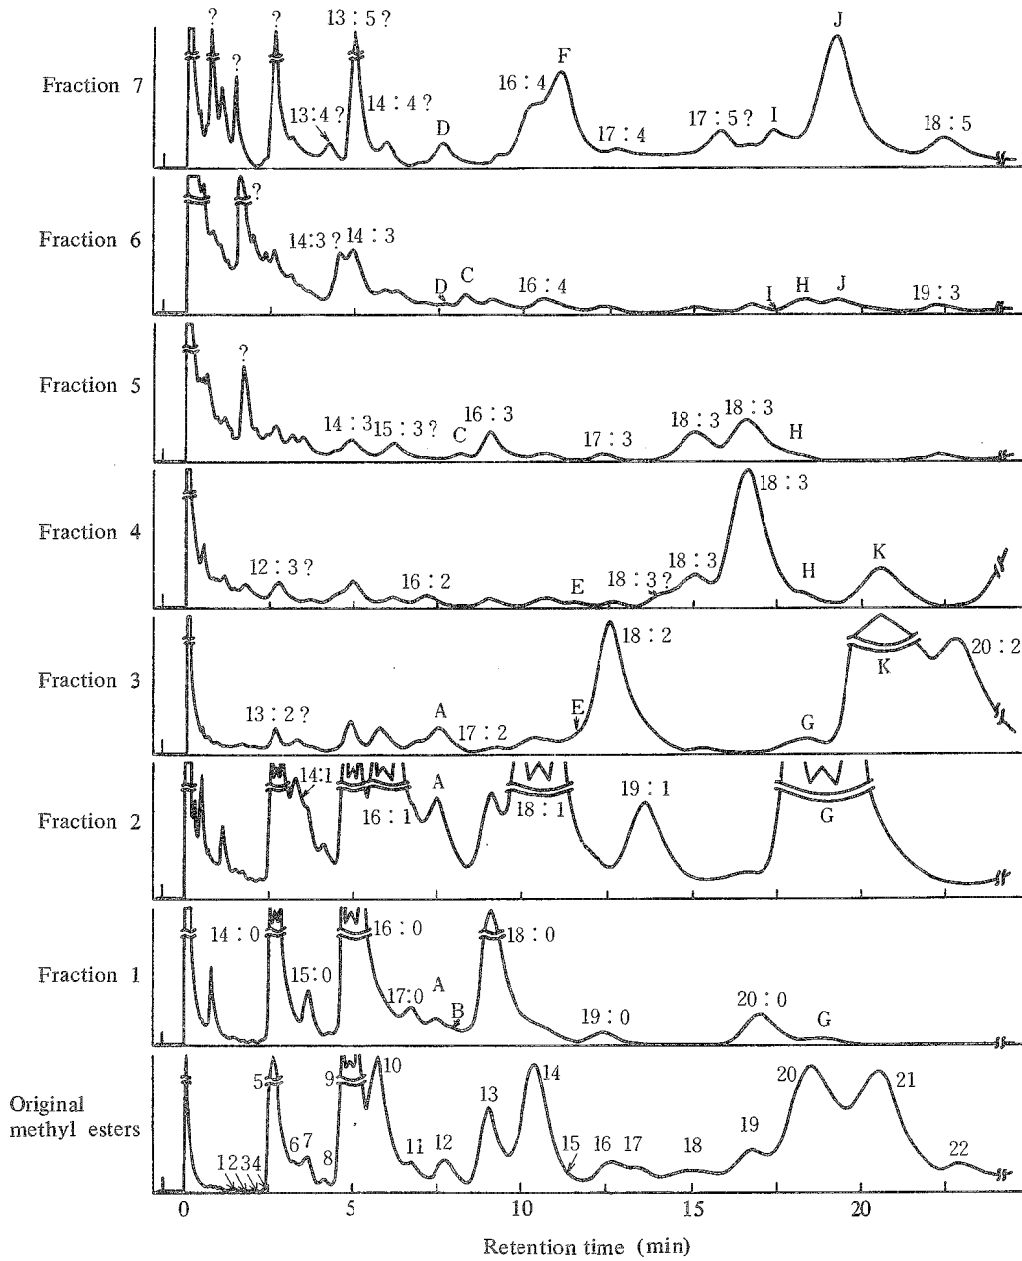 ? ? 13:5?
?
Fraction 7
13:4? 14:4? D 16:4 F 17:4 17:5? I J 18:5
Fraction 6
? 14:3? 14:3 D C 16:4 I H J 19:3
Fraction 5
? 14:3 15:3? C 16:3 17:3 18:3 18:3 H
Fraction 4
12:3? 16:2 E 18:3? 18:3 18:3 H K
Fraction 3
13:2? A 17:2 E 18:2 G K 20:2
Fraction 2
14:1 16:1 A 18:1 19:1 G
Fraction 1
14:0 15:0 16:0 17:0 A B 18:0 19:0 20:0 G
Original
methyl esters
1 2 3 4 5 6 7 8 9 10 11 12 13 14 15 16 17 18 19 20 21 22
0 5 10 15 20
Retention time (min)